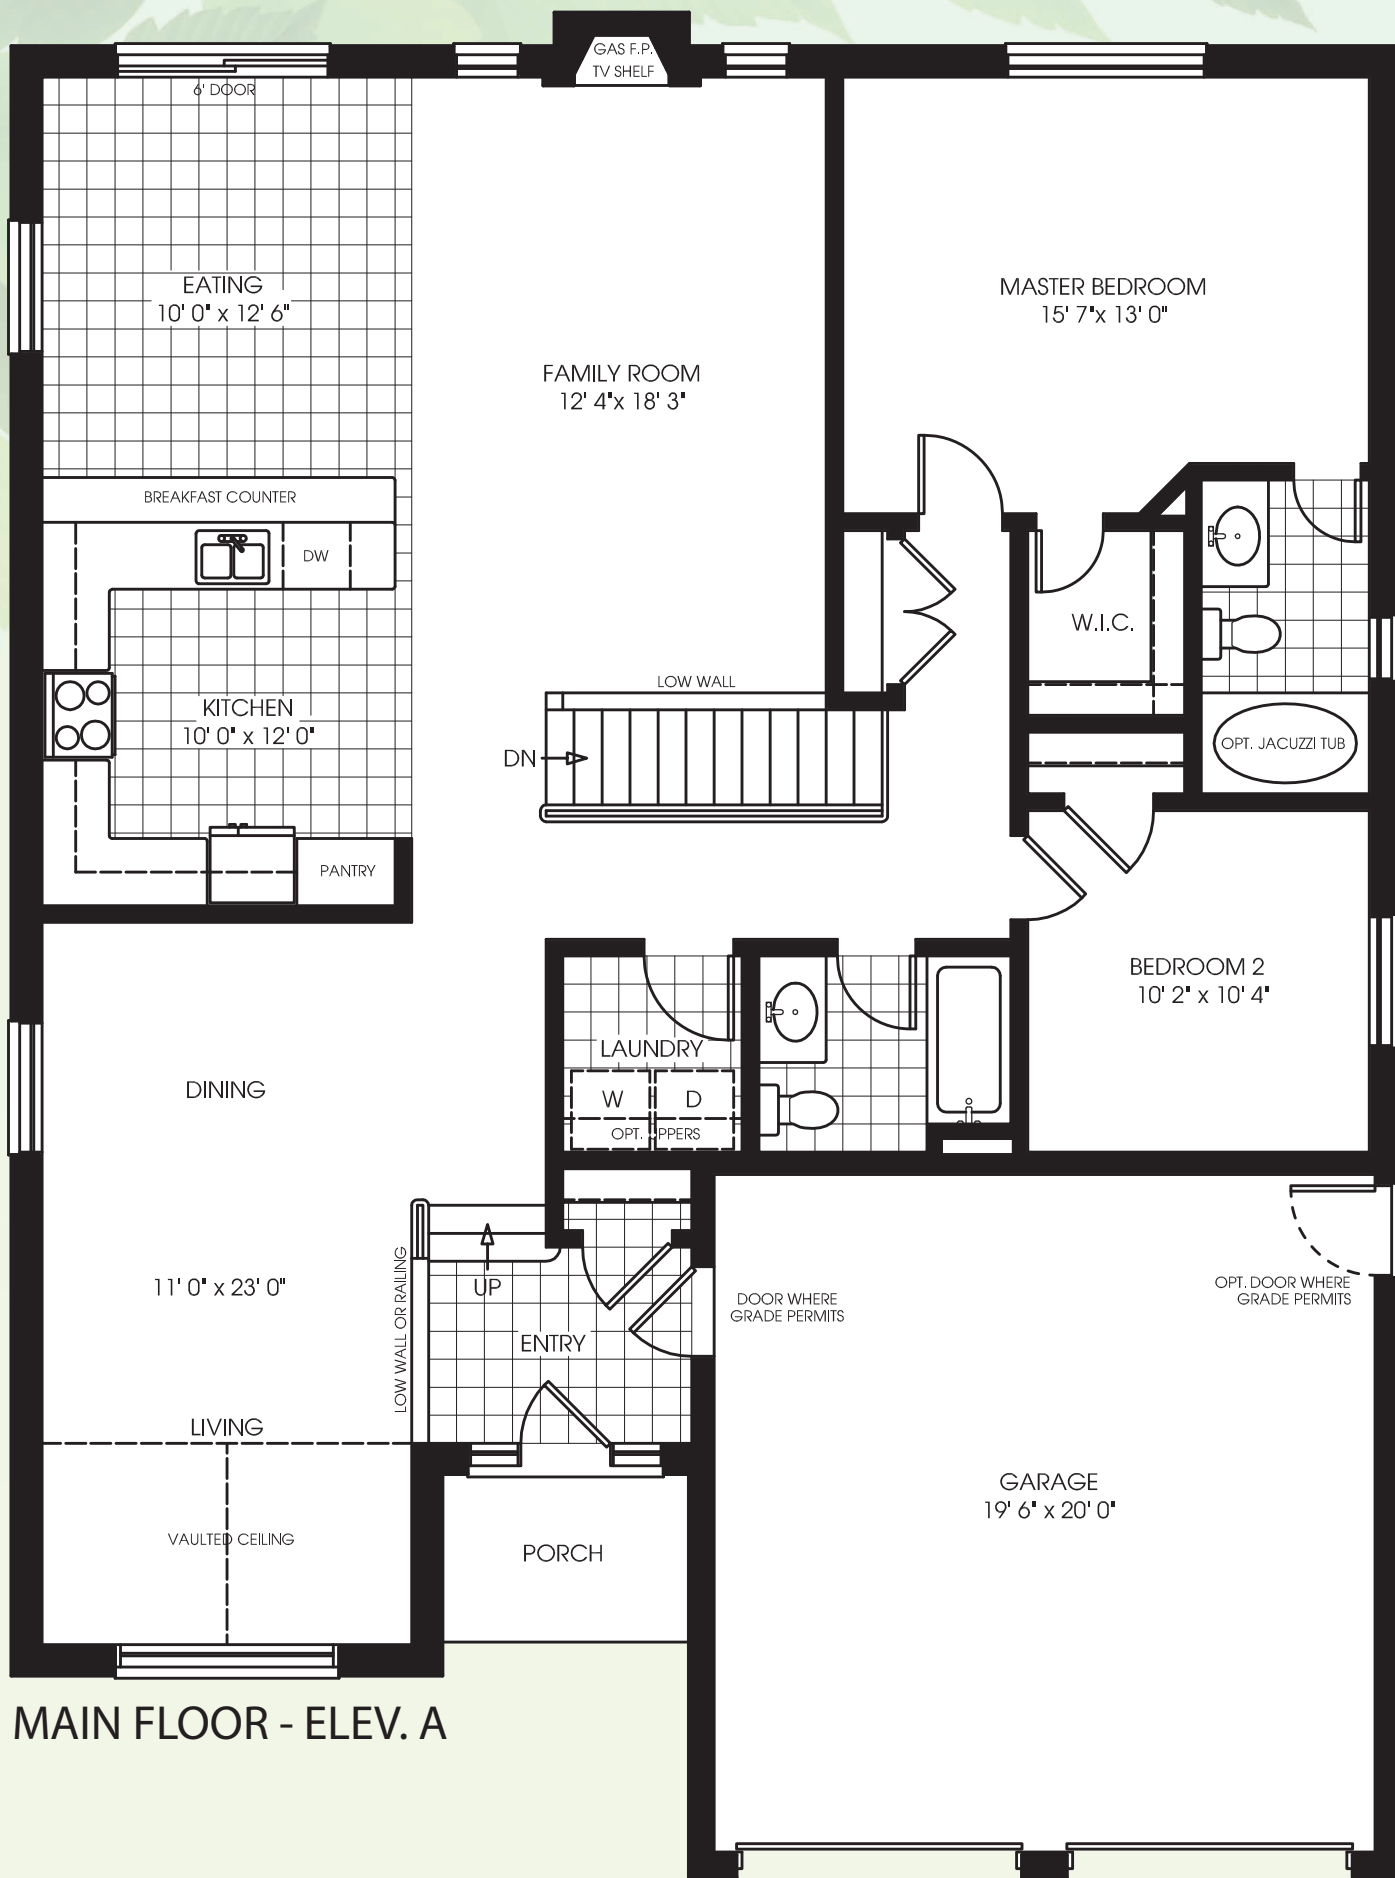 GAS F.P.
TV SHELF
6' DOOR
EATING
10' 0" x 12' 6"
MASTER BEDROOM
15' 7"x 13' 0"
FAMILY ROOM
12' 4"x 18' 3"
BREAKFAST COUNTER
DW
W.I.C.
LOW WALL
KITCHEN
10' 0" x 12' 0"
DN
OPT. JACUZZI TUB
PANTRY
BEDROOM 2
10' 2" x 10' 4"
LAUNDRY
W
D
OPT. UPPERS
DINING
11' 0" x 23' 0"
UP
LOW WALL OR RAILING
ENTRY
DOOR WHERE
GRADE PERMITS
OPT. DOOR WHERE
GRADE PERMITS
LIVING
VAULTED CEILING
PORCH
GARAGE
19' 6" x 20' 0"
MAIN FLOOR - ELEV. A